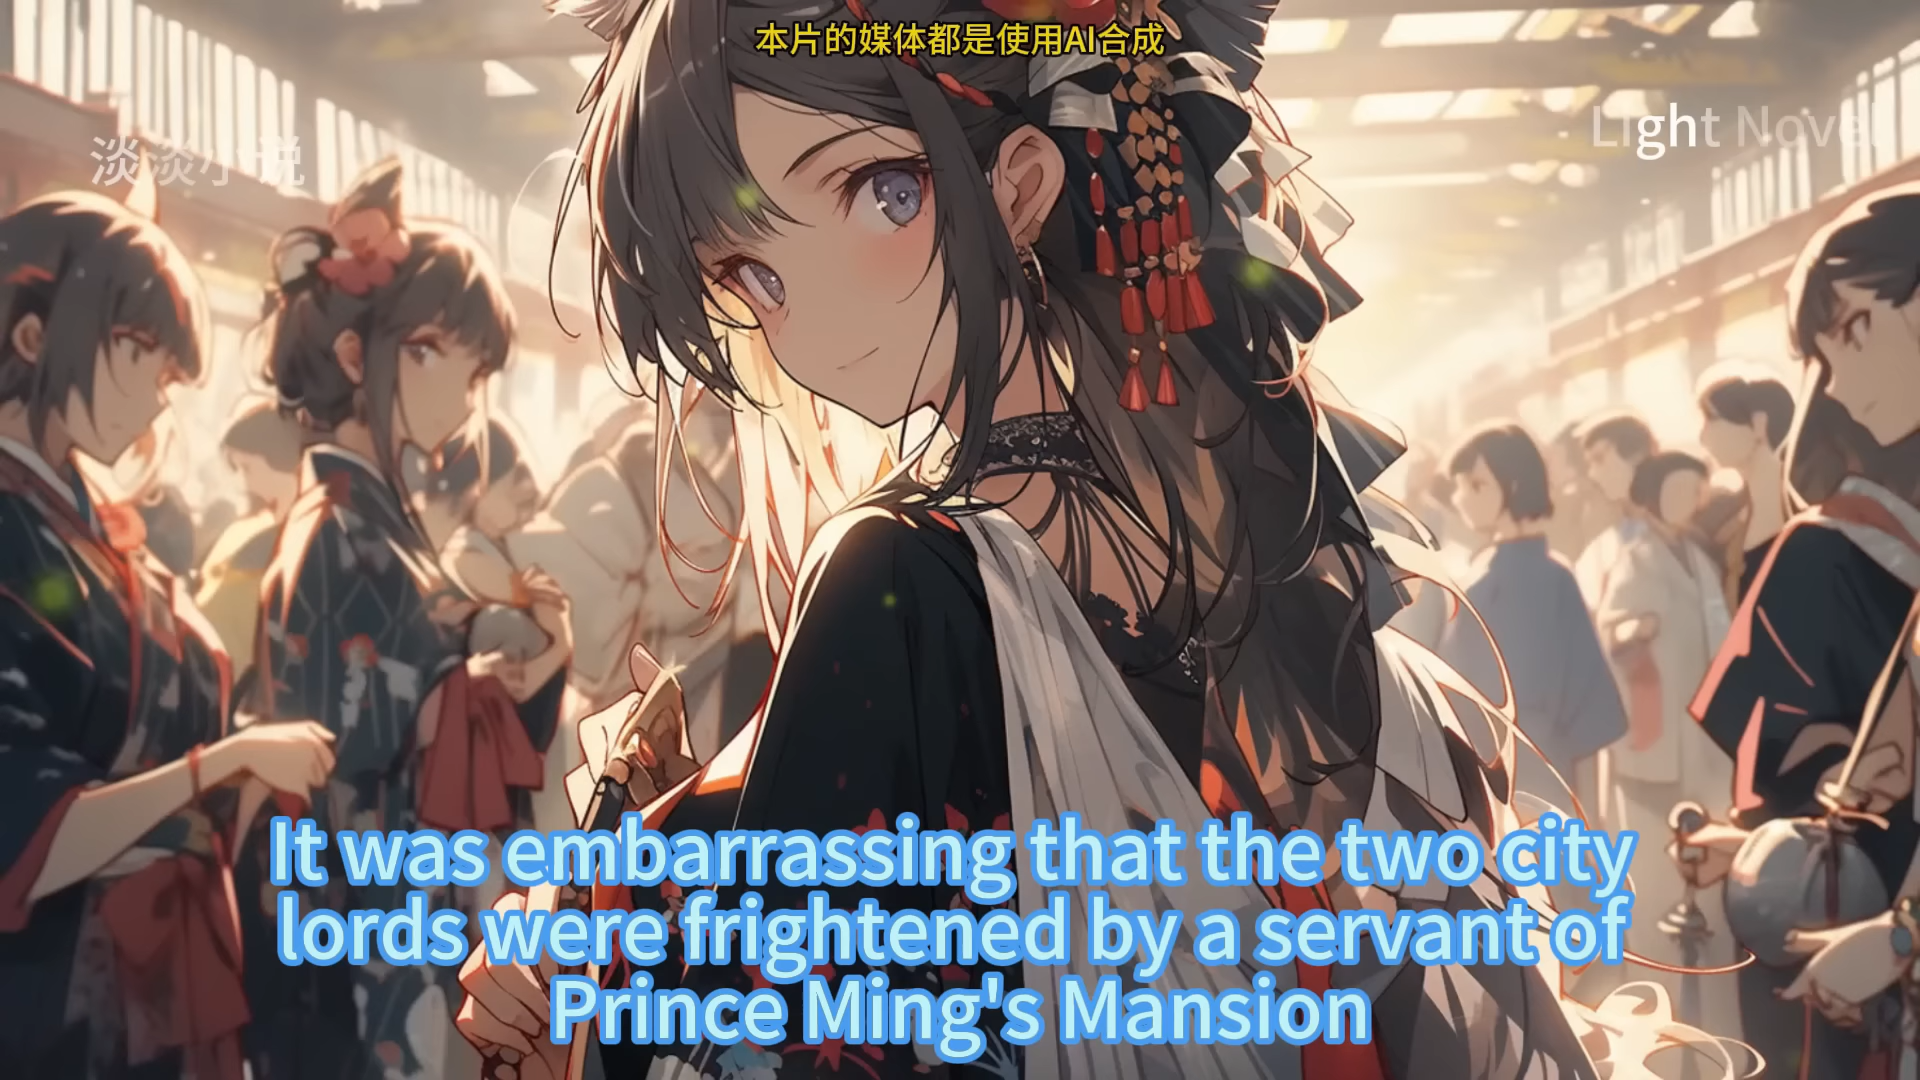 本片的媒体都是使用AI合成
淡淡小说
Light Novel
It was embarrassing that the two city
lords were frightened by a servant of
Prince Ming's Mansion